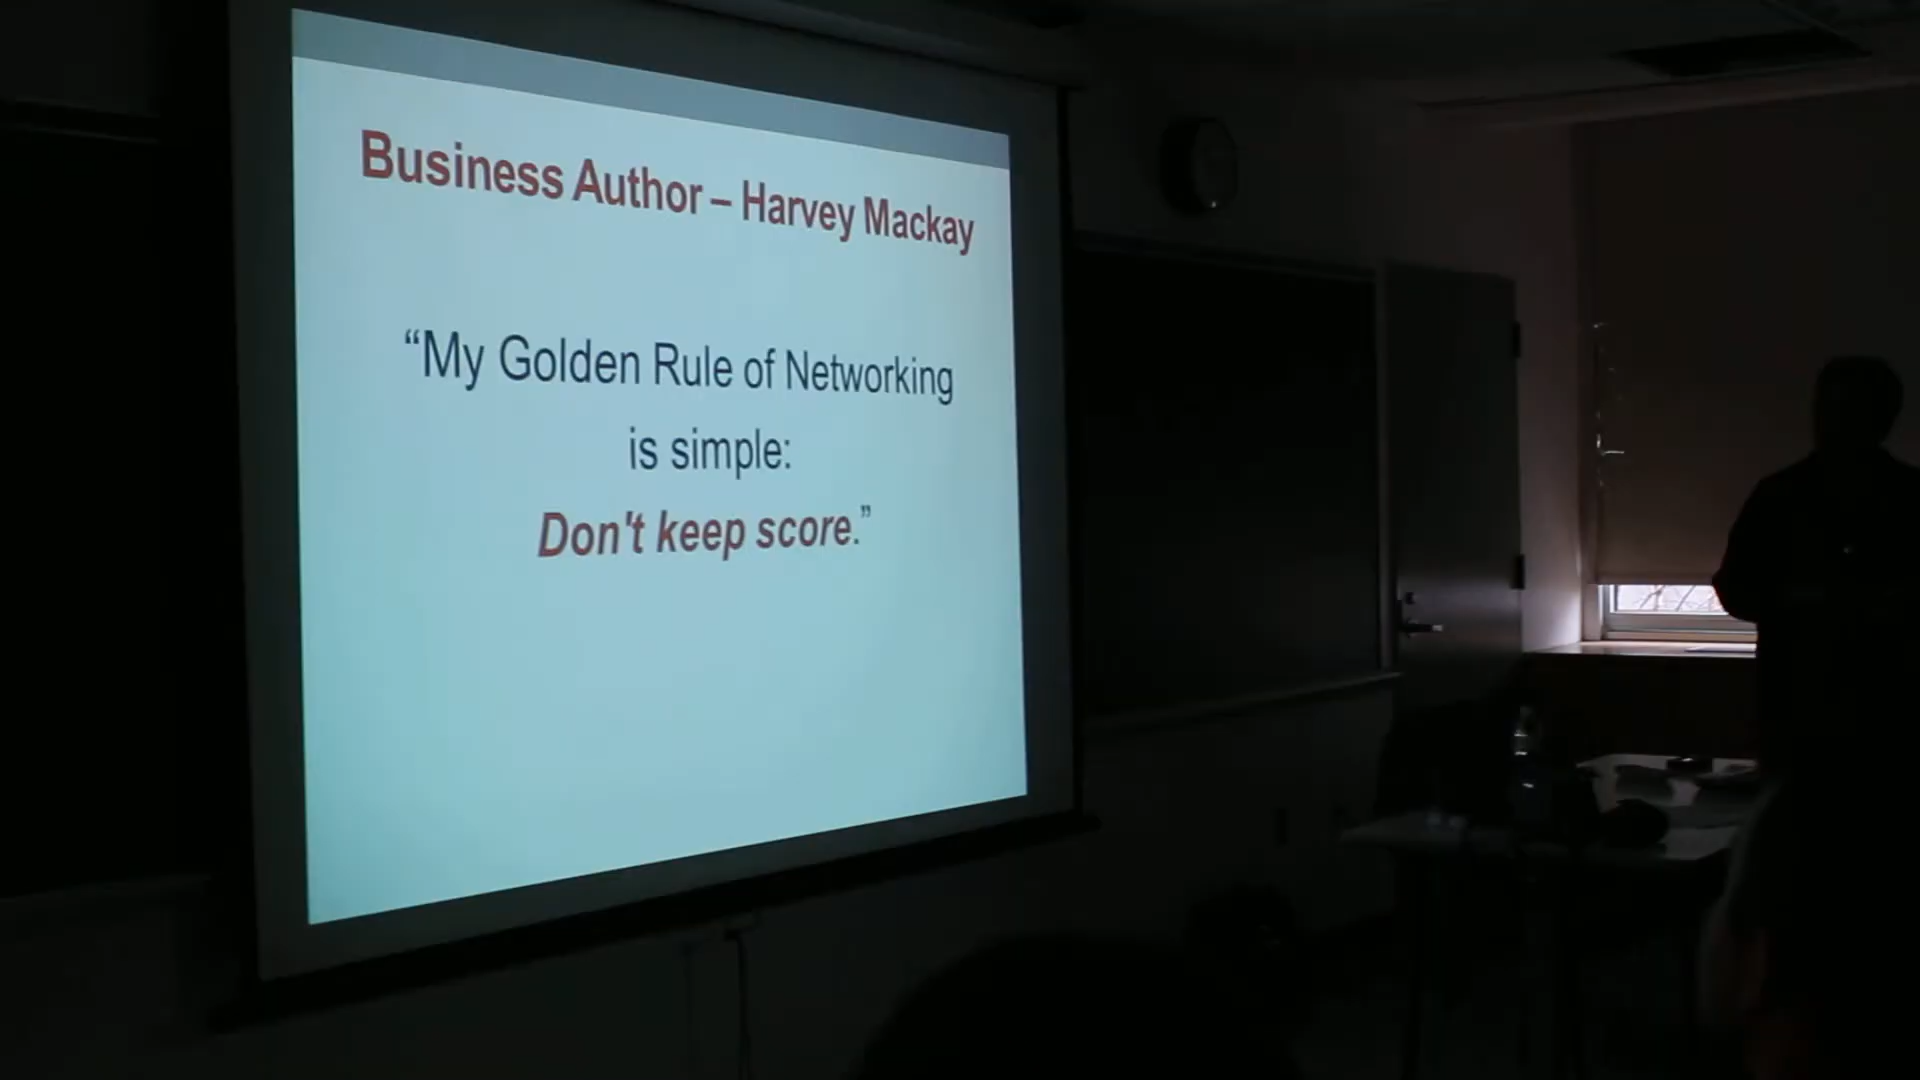 Business Author – Harvey Mackay
“My Golden Rule of Networking
is simple:
Don't keep score.”